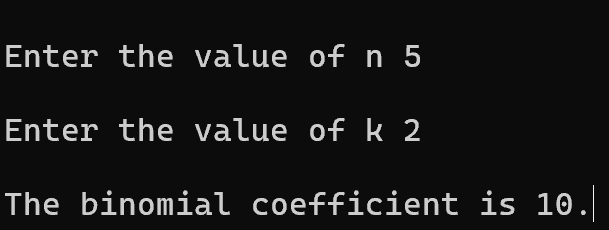 Enter the value of n 5
Enter the value of k 2
The binomial coefficient is 10.